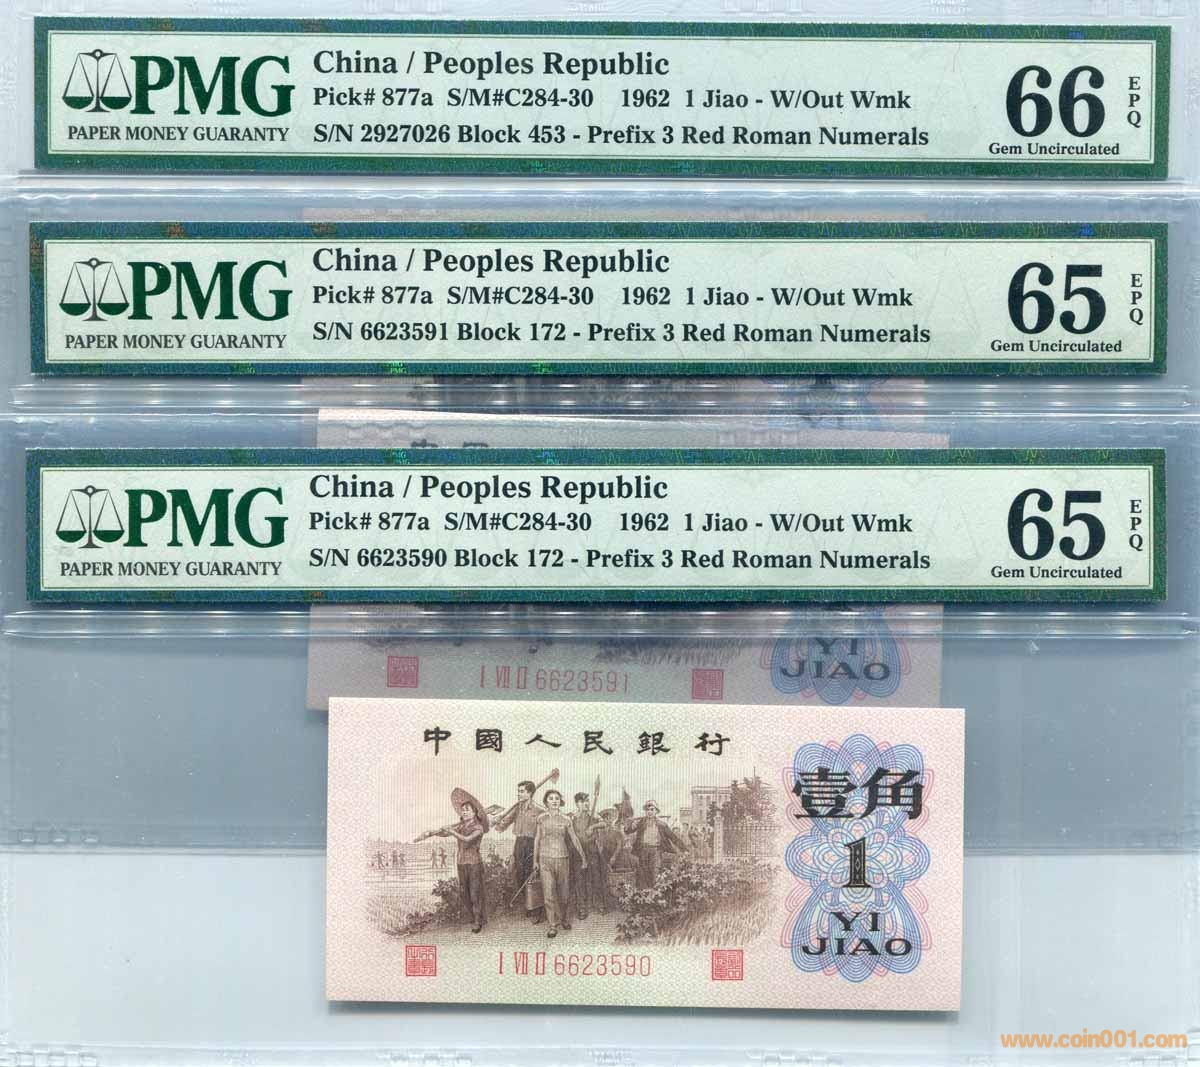 PMG
PAPER MONEY GUARANTY
China / Peoples Republic
Pick# 877a S/M#C284-30 1962 1 Jiao - W/Out Wmk
S/N 2927026 Block 453 - Prefix 3 Red Roman Numerals
66
EPQ
Gem Uncirculated
PMG
PAPER MONEY GUARANTY
China / Peoples Republic
Pick# 877a S/M#C284-30 1962 1 Jiao - W/Out Wmk
S/N 6623591 Block 172 - Prefix 3 Red Roman Numerals
65
EPQ
Gem Uncirculated
PMG
PAPER MONEY GUARANTY
China / Peoples Republic
Pick# 877a S/M#C284-30 1962 1 Jiao - W/Out Wmk
S/N 6623590 Block 172 - Prefix 3 Red Roman Numerals
65
EPQ
Gem Uncirculated
YI
JIAO
I VII II 6623591
中國人民銀行
壹角
1
YI
JIAO
I VII II 6623590
www.coin001.com